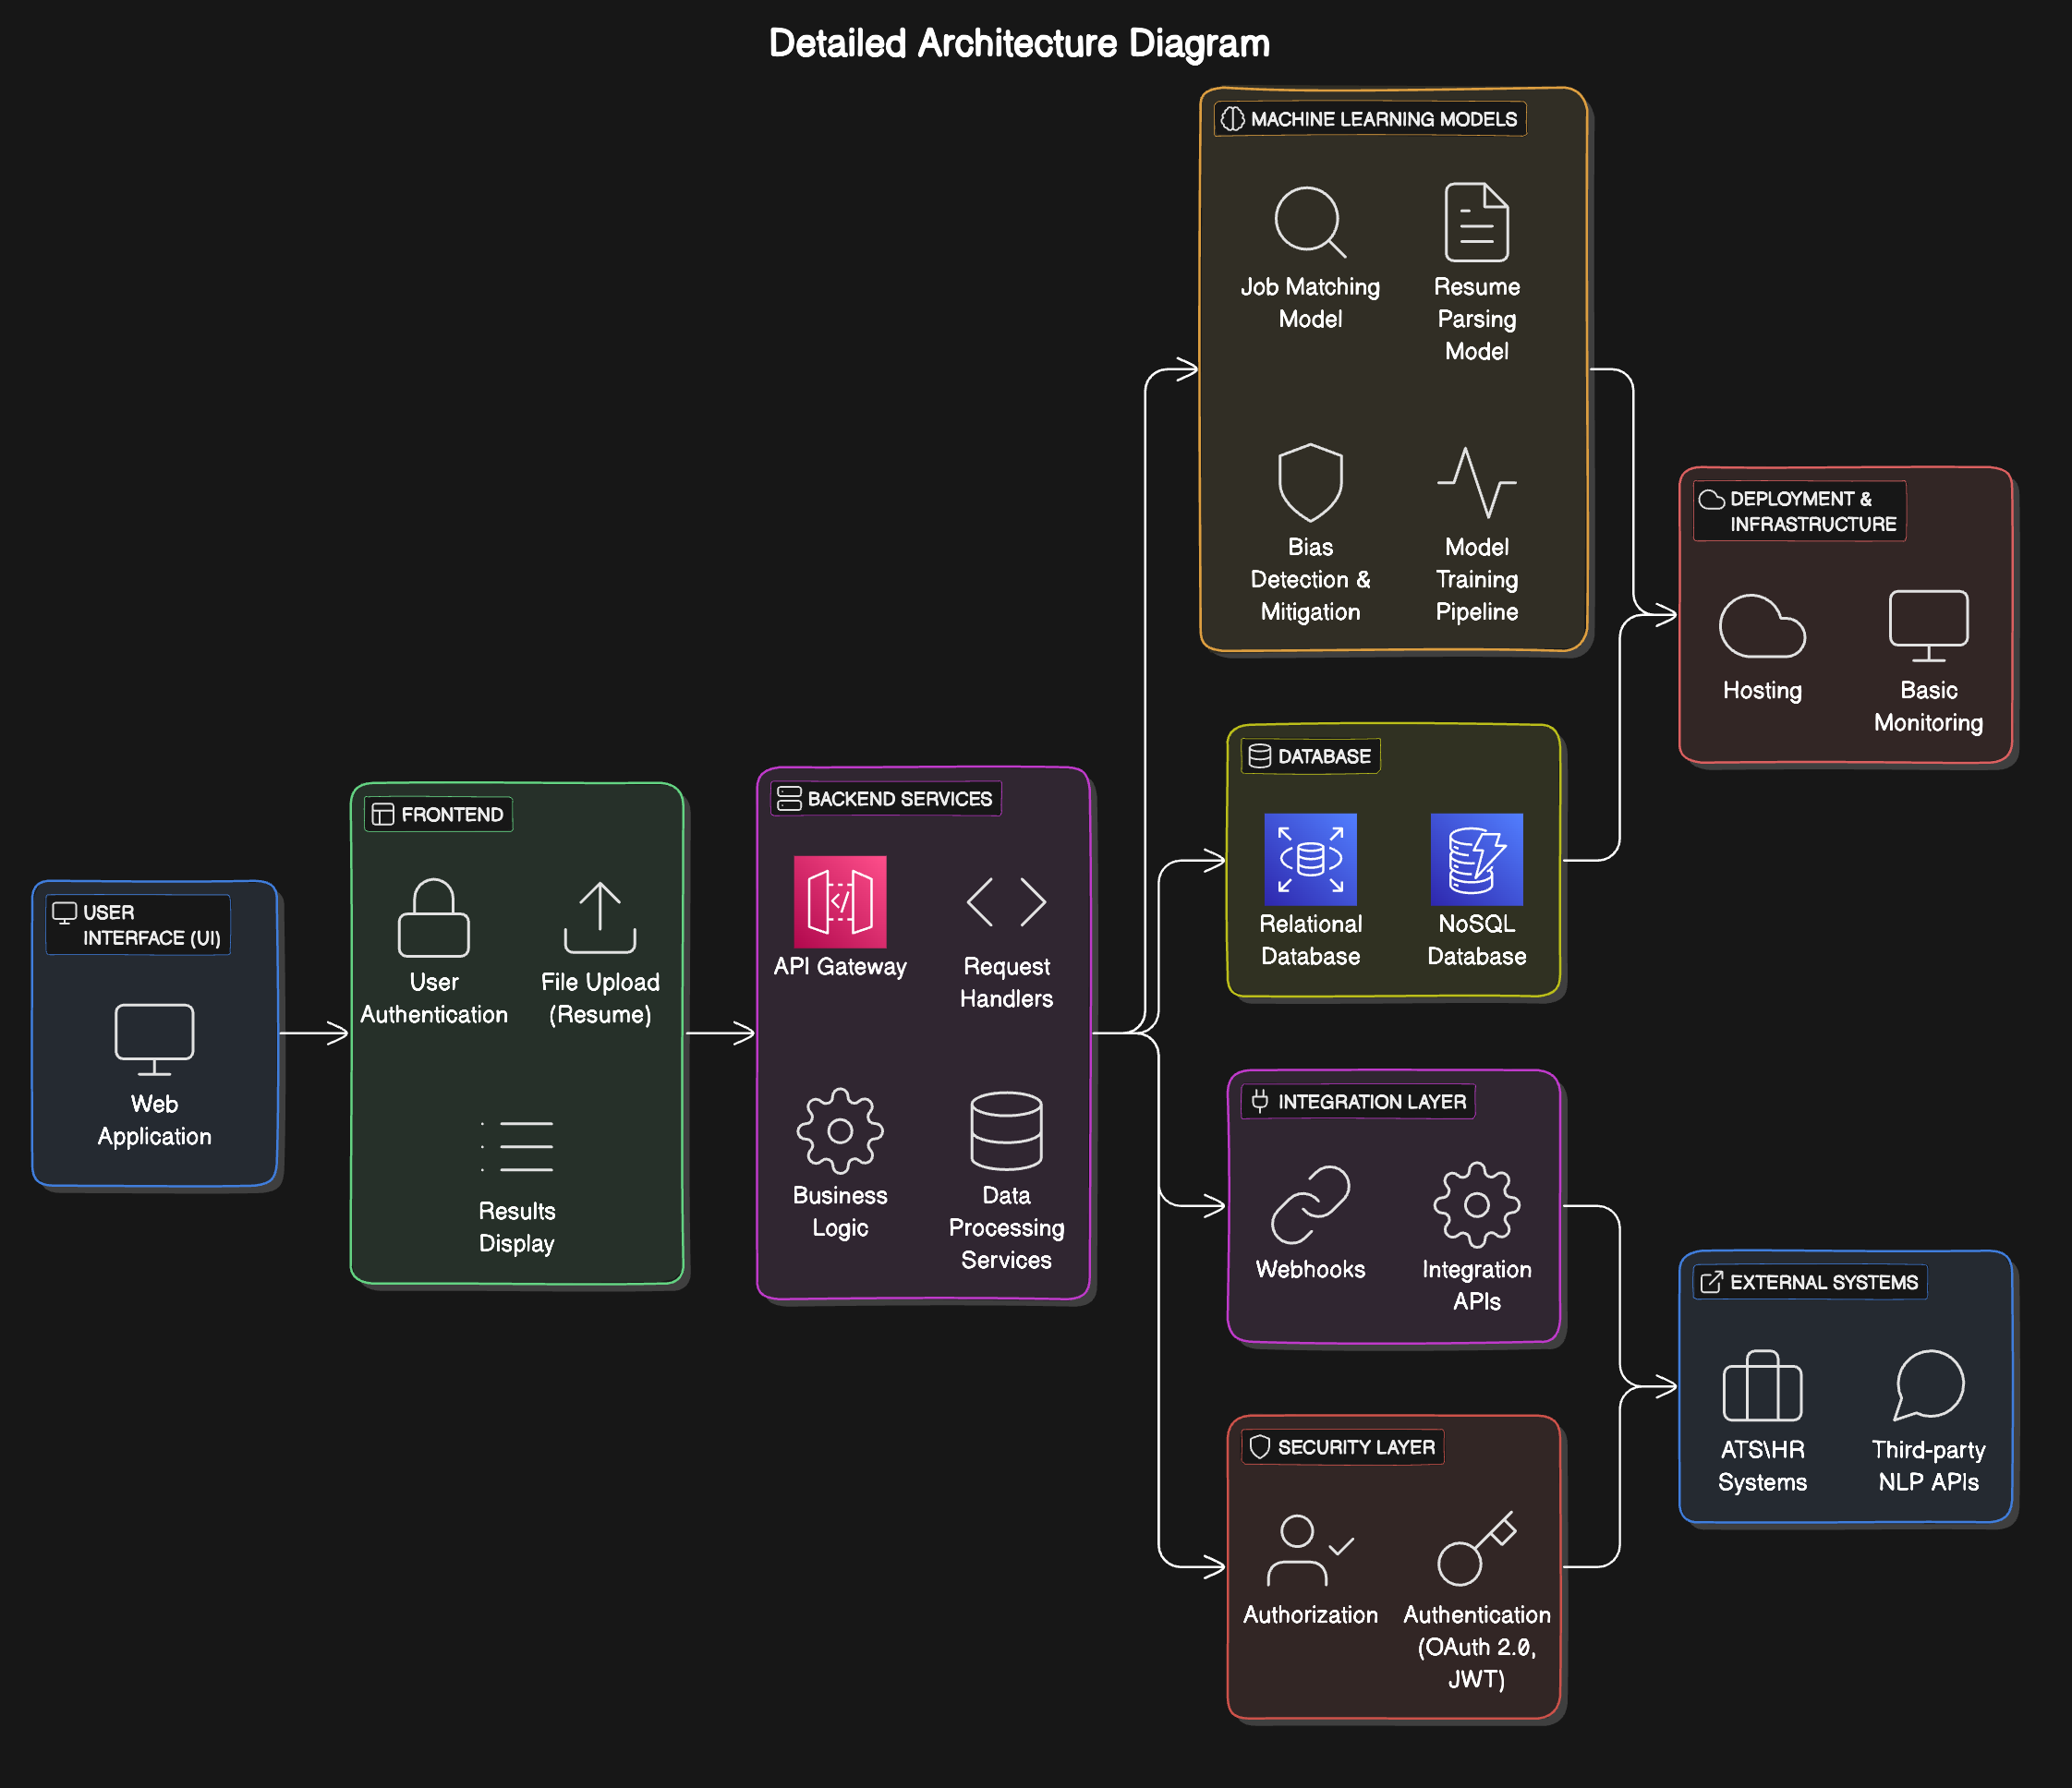 Detailed Architecture Diagram
USER
INTERFACE (UI)
Web
Application
FRONTEND
User
Authentication
File Upload
(Resume)
Results
Display
BACKEND SERVICES
API Gateway
Request
Handlers
Business
Logic
Data
Processing
Services
MACHINE LEARNING MODELS
Job Matching
Model
Resume
Parsing
Model
Bias
Detection &
Mitigation
Model
Training
Pipeline
DATABASE
Relational
Database
NoSQL
Database
INTEGRATION LAYER
Webhooks
Integration
APIs
SECURITY LAYER
Authorization
Authentication
(OAuth 2.0,
JWT)
DEPLOYMENT &
INFRASTRUCTURE
Hosting
Basic
Monitoring
EXTERNAL SYSTEMS
ATS\HR
Systems
Third-party
NLP APIs